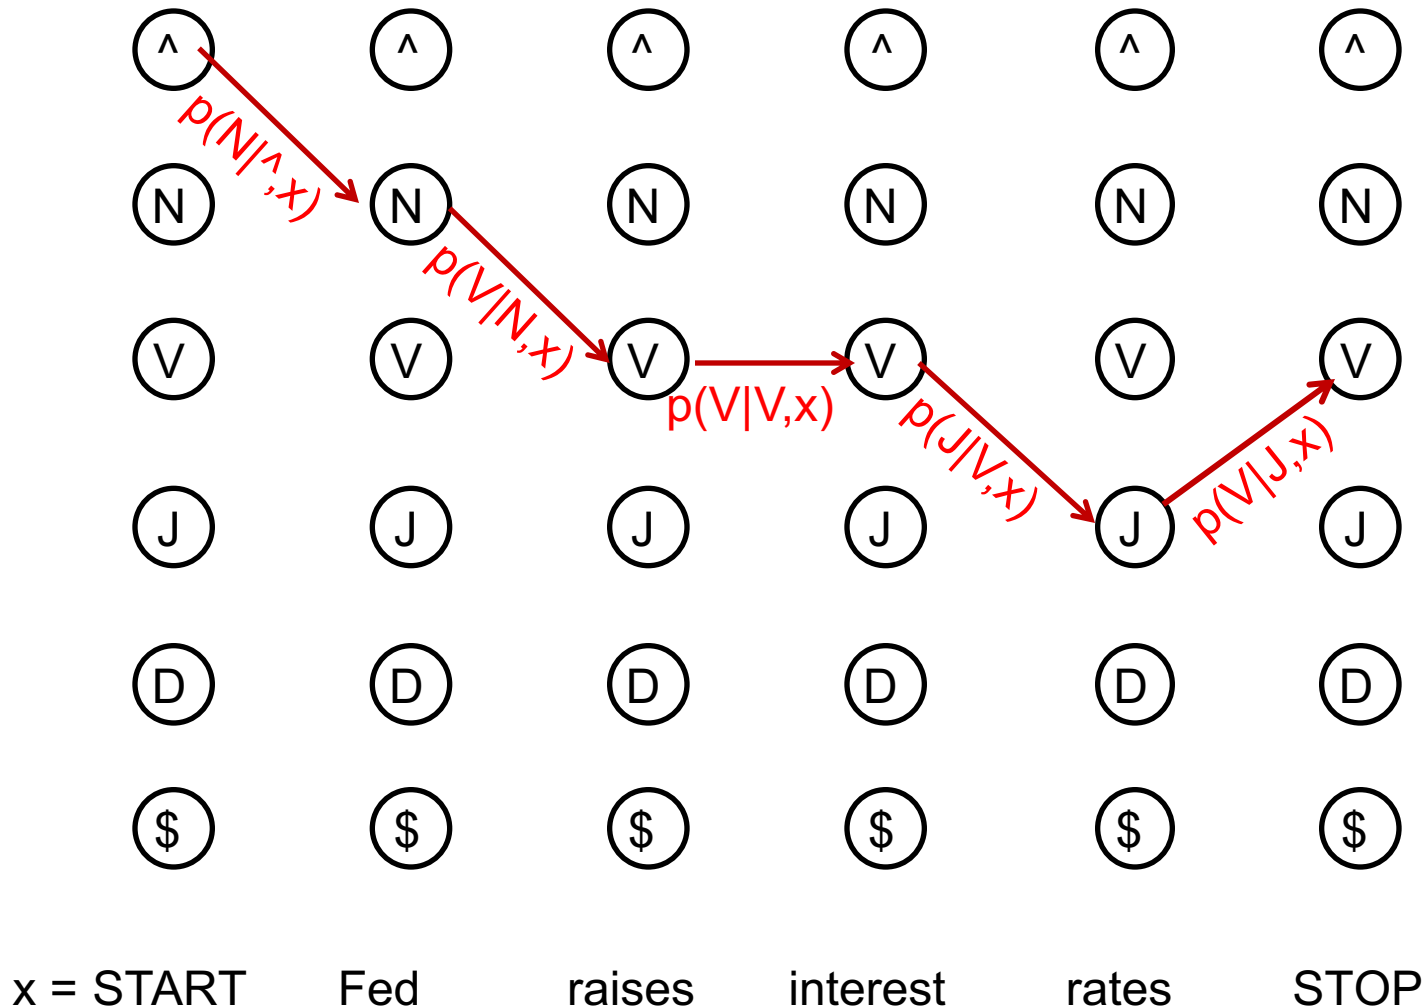 ^ ^ ^ ^ ^ ^
p(N|^,x)
N N N N N N
p(V|N,x)
V V V V V V
p(V|V,x) p(J|V,x) p(V|J,x)
J J J J J J
D D D D D D
$ $ $ $ $ $
x = START Fed raises interest rates STOP